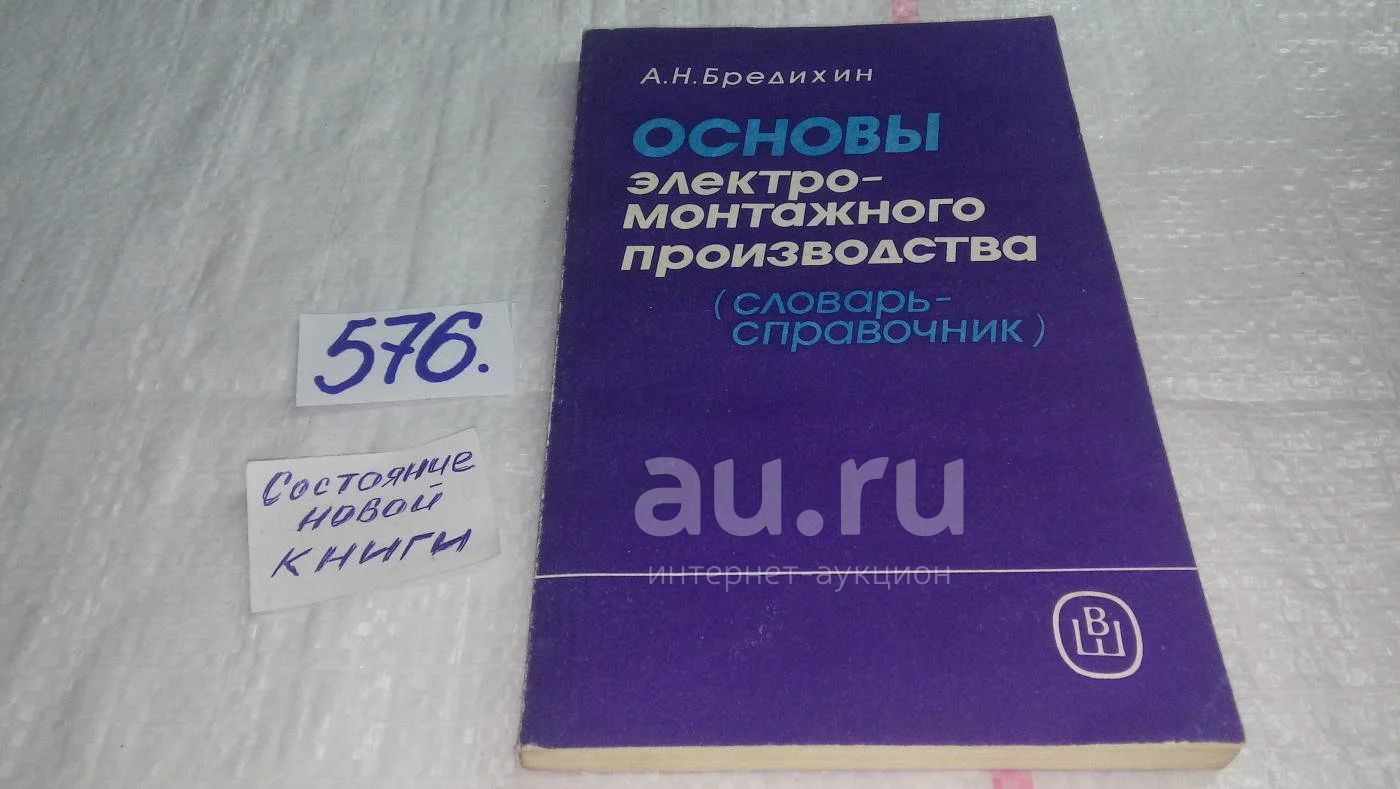 А.Н.Бредихин
ОСНОВЫ
электро-
монтажного
производства
(словарь-
справочник)
576.
Состояние
новой
книги
au.ru
интернет-аукцион
ВШ